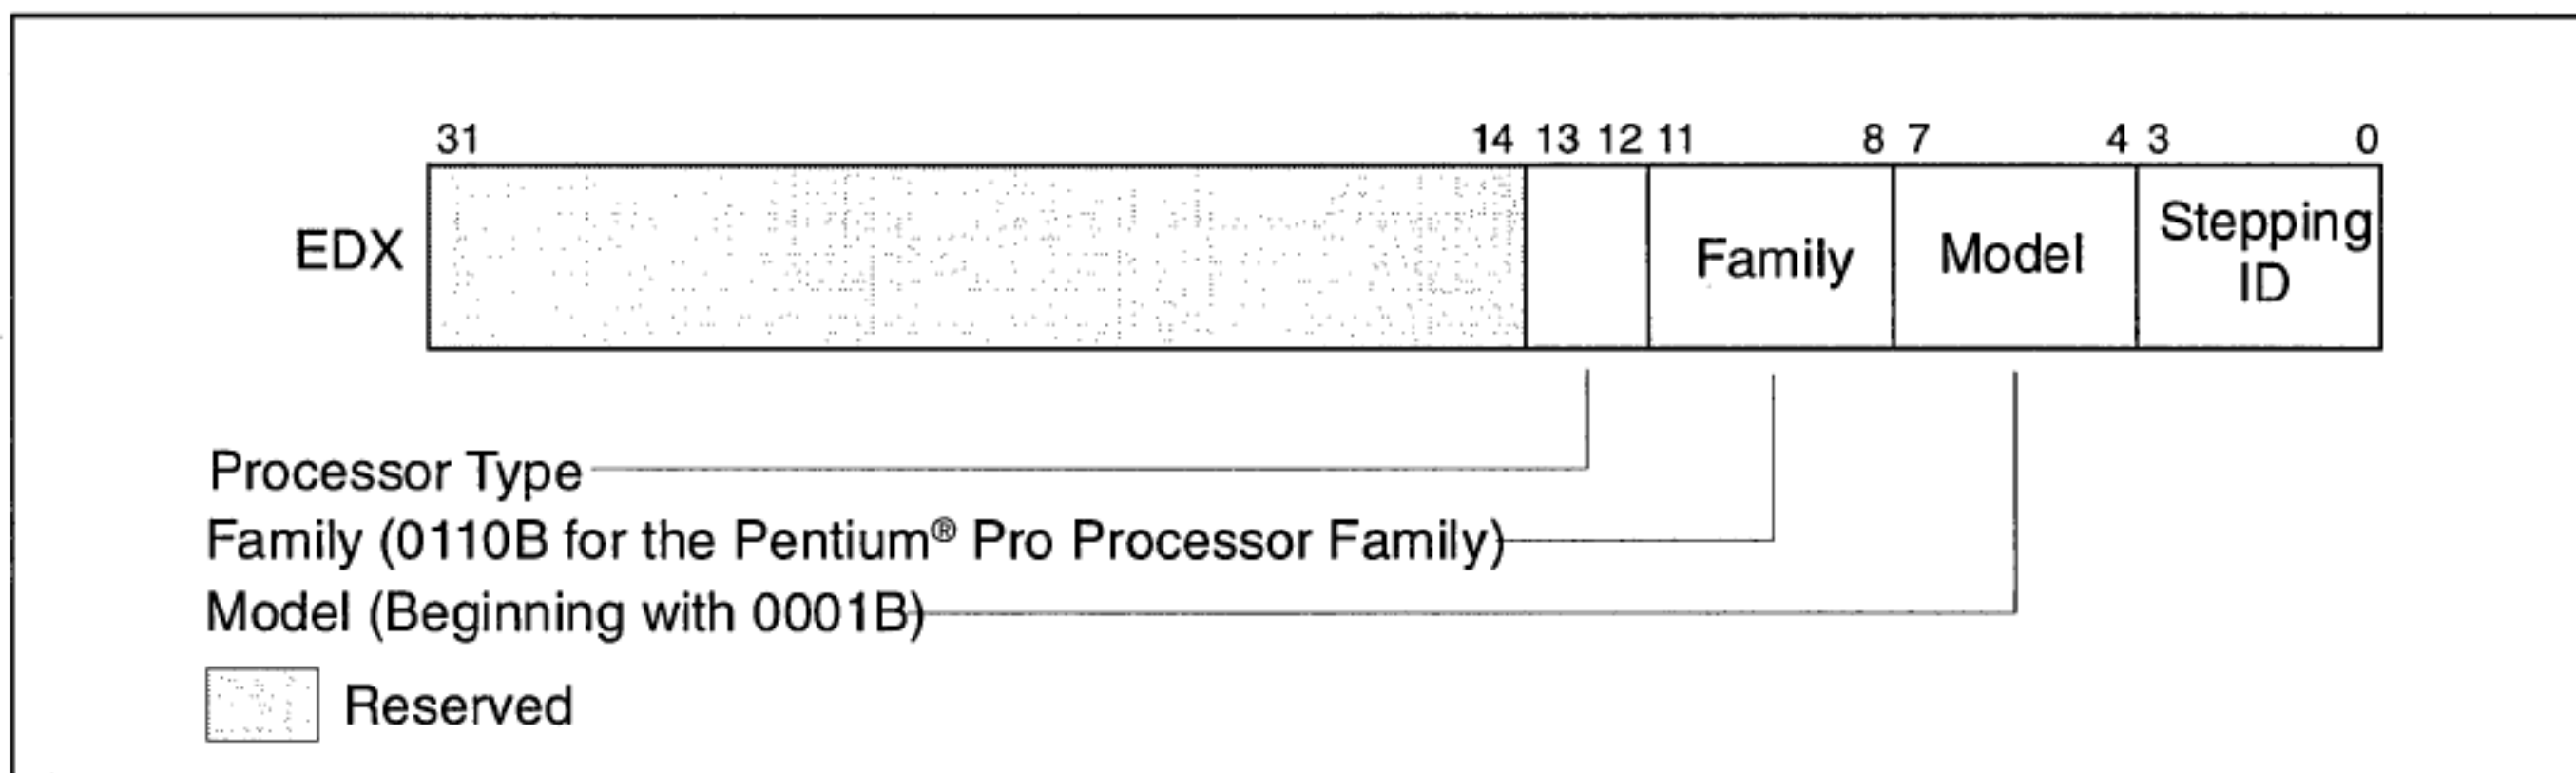 31 14 13 12 11 8 7 4 3 0
EDX Family Model Stepping ID
Processor Type
Family (0110B for the Pentium® Pro Processor Family)
Model (Beginning with 0001B)
Reserved